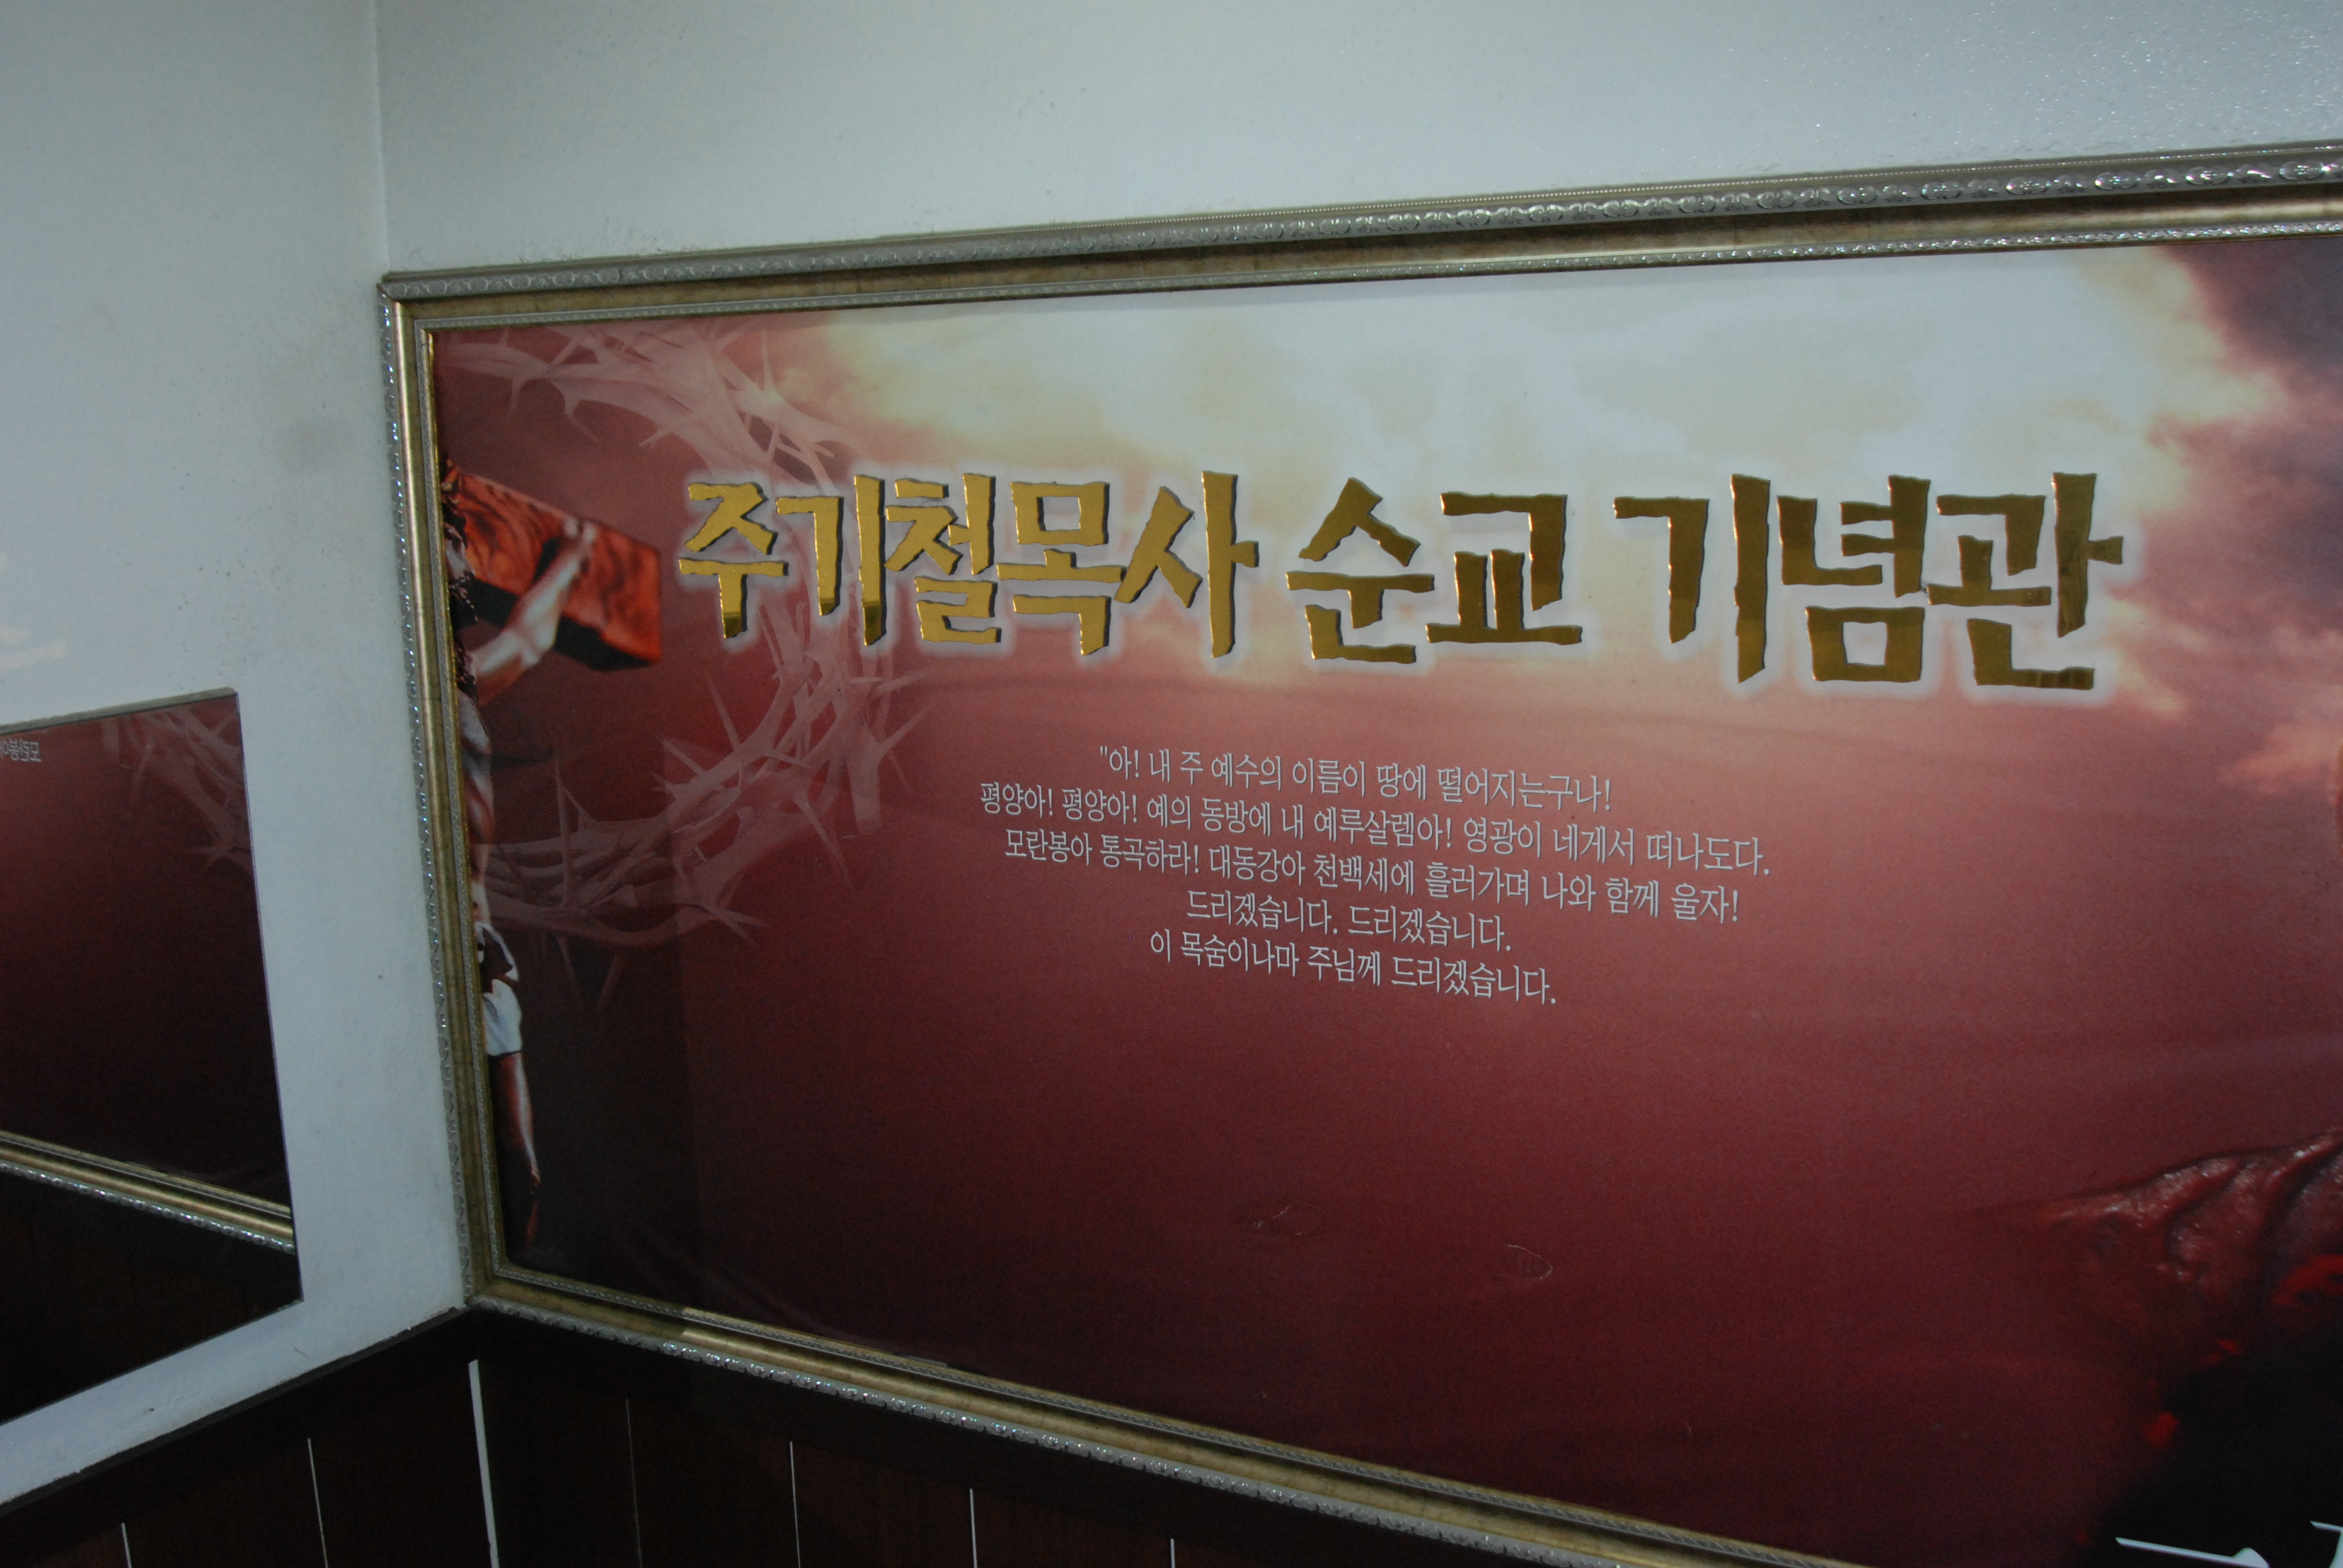 주기철목사 순교 기념관
"아! 내 주 예수의 이름이 땅에 떨어지는구나!
평양아! 평양아! 예의 동방에 내 예루살렘아! 영광이 네게서 떠나도다.
모란봉아 통곡하라! 대동강아 천백세에 흘러가며 나와 함께 울자!
드리겠습니다. 드리겠습니다.
이 목숨이나마 주님께 드리겠습니다.